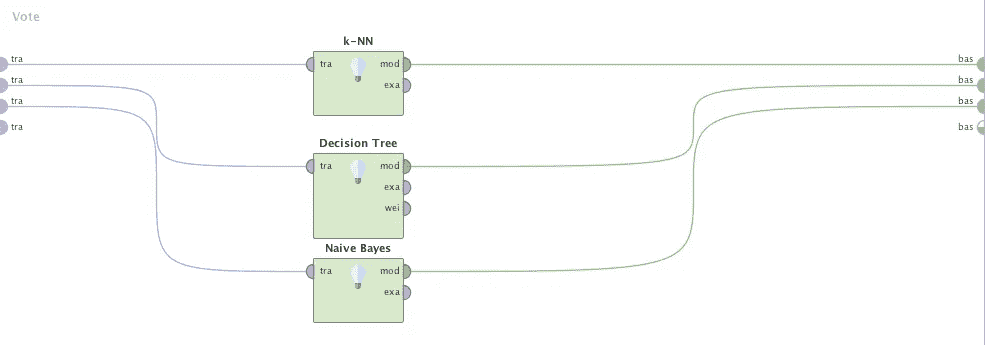 Vote
k-NN
tra tra mod bas
tra exa bas
tra bas
tra bas
Decision Tree
tra mod
exa
wei
Naive Bayes
tra mod
exa